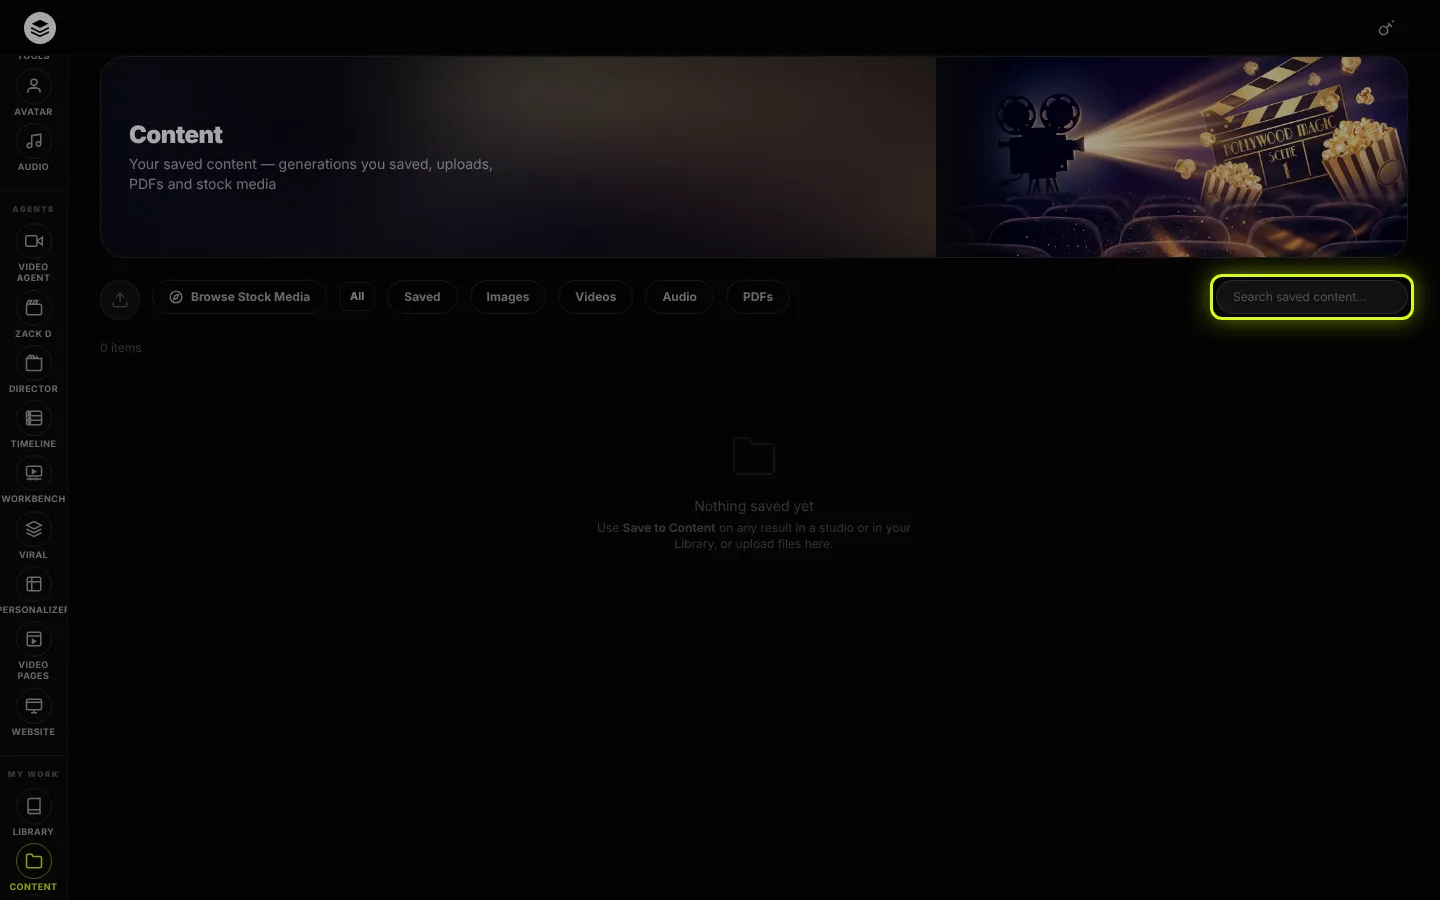 TOOLS
AVATAR
AUDIO
AGENTS
VIDEO
AGENT
ZACK D
DIRECTOR
TIMELINE
WORKBENCH
VIRAL
PERSONALIZER
VIDEO
PAGES
WEBSITE
MY WORK
LIBRARY
CONTENT
Content
Your saved content — generations you saved, uploads,
PDFs and stock media
HOLLYWOOD MAGIC
SCENE
1
Browse Stock Media
All
Saved
Images
Videos
Audio
PDFs
Search saved content...
0 items
Nothing saved yet
Use Save to Content on any result in a studio or in your
Library, or upload files here.